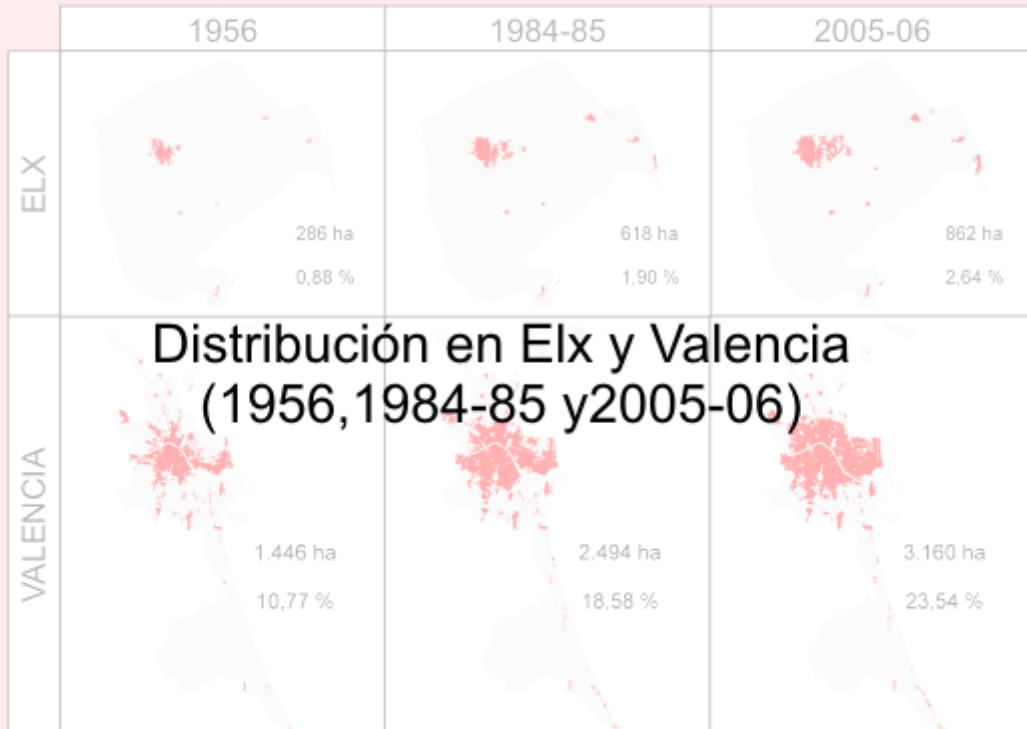 1956 1984-85 2005-06
ELX
286 ha 618 ha 862 ha
0,88 % 1,90 % 2,64 %
Distribución en Elx y Valencia
(1956,1984-85 y2005-06)
VALENCIA
1.446 ha 2.494 ha 3.160 ha
10,77 % 18,58 % 23,54 %